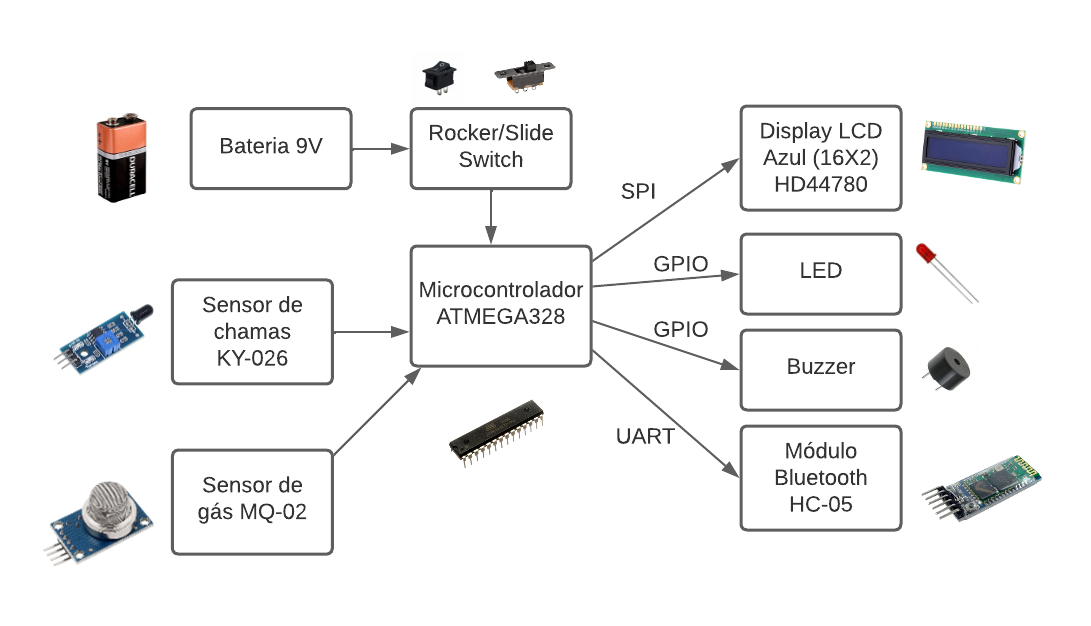 Bateria 9V
Rocker/Slide
Switch
Display LCD
Azul (16X2)
HD44780
DURACELL
SPI
GPIO
LED
Microcontrolador
ATMEGA328
Sensor de
chamas
KY-026
GPIO
Buzzer
UART
Módulo
Bluetooth
HC-05
Sensor de
gás MQ-02